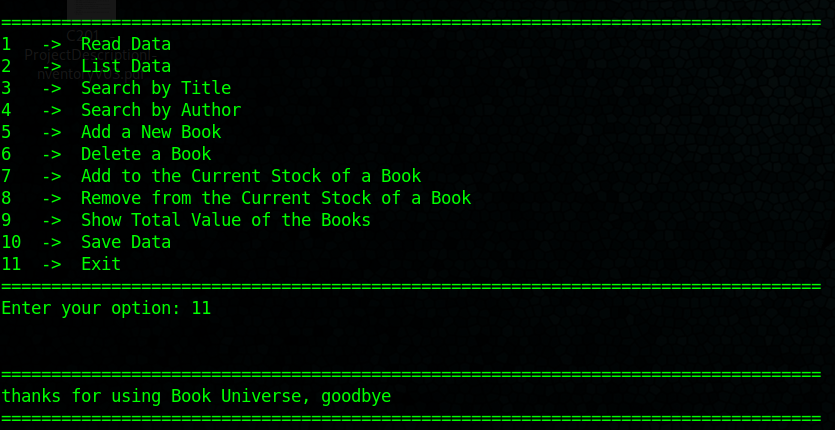 ==================================================================================
1   ->  Read Data
2   ->  List Data
3   ->  Search by Title
4   ->  Search by Author
5   ->  Add a New Book
6   ->  Delete a Book
7   ->  Add to the Current Stock of a Book
8   ->  Remove from the Current Stock of a Book
9   ->  Show Total Value of the Books
10  ->  Save Data
11  ->  Exit
==================================================================================
Enter your option: 11
==================================================================================
thanks for using Book Universe, goodbye
==================================================================================